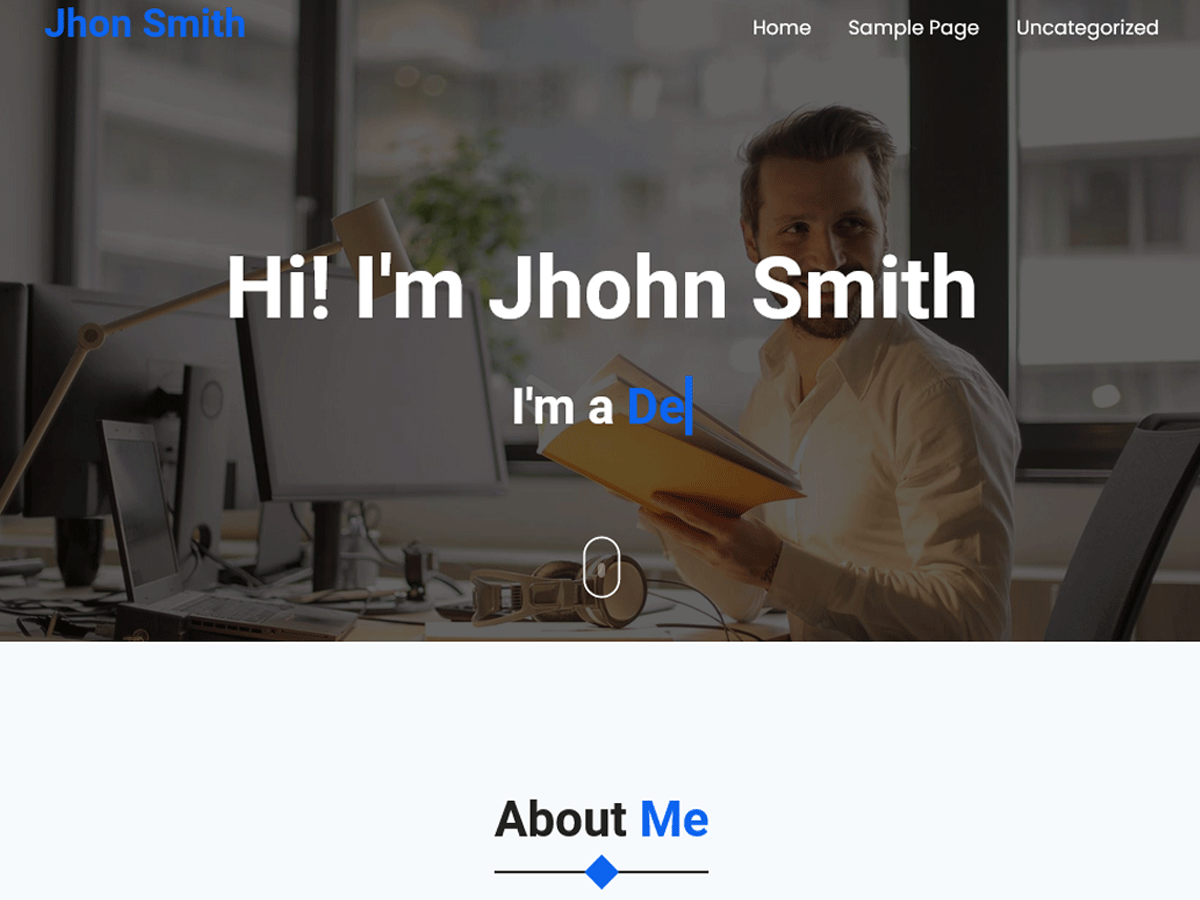 Jhon Smith
Home Sample Page Uncategorized
Hi! I'm Jhohn Smith
I'm a De
About Me